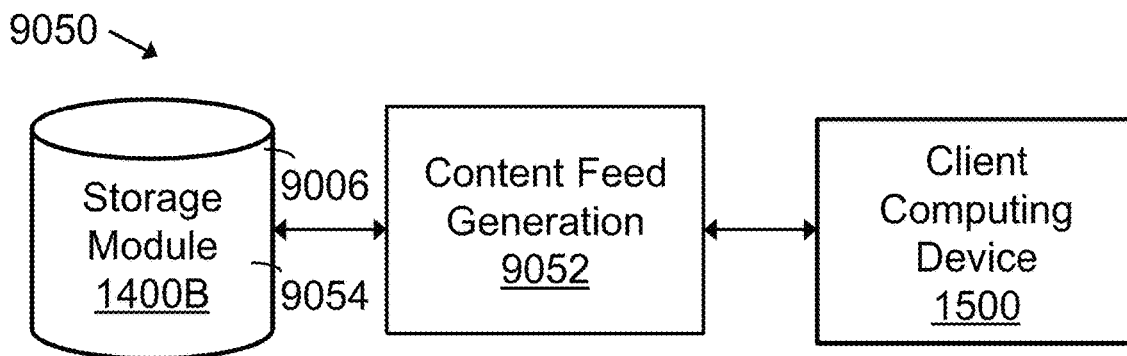 9050
Storage
Module
1400B
9006
9054
Content Feed
Generation
9052
Client
Computing
Device
1500